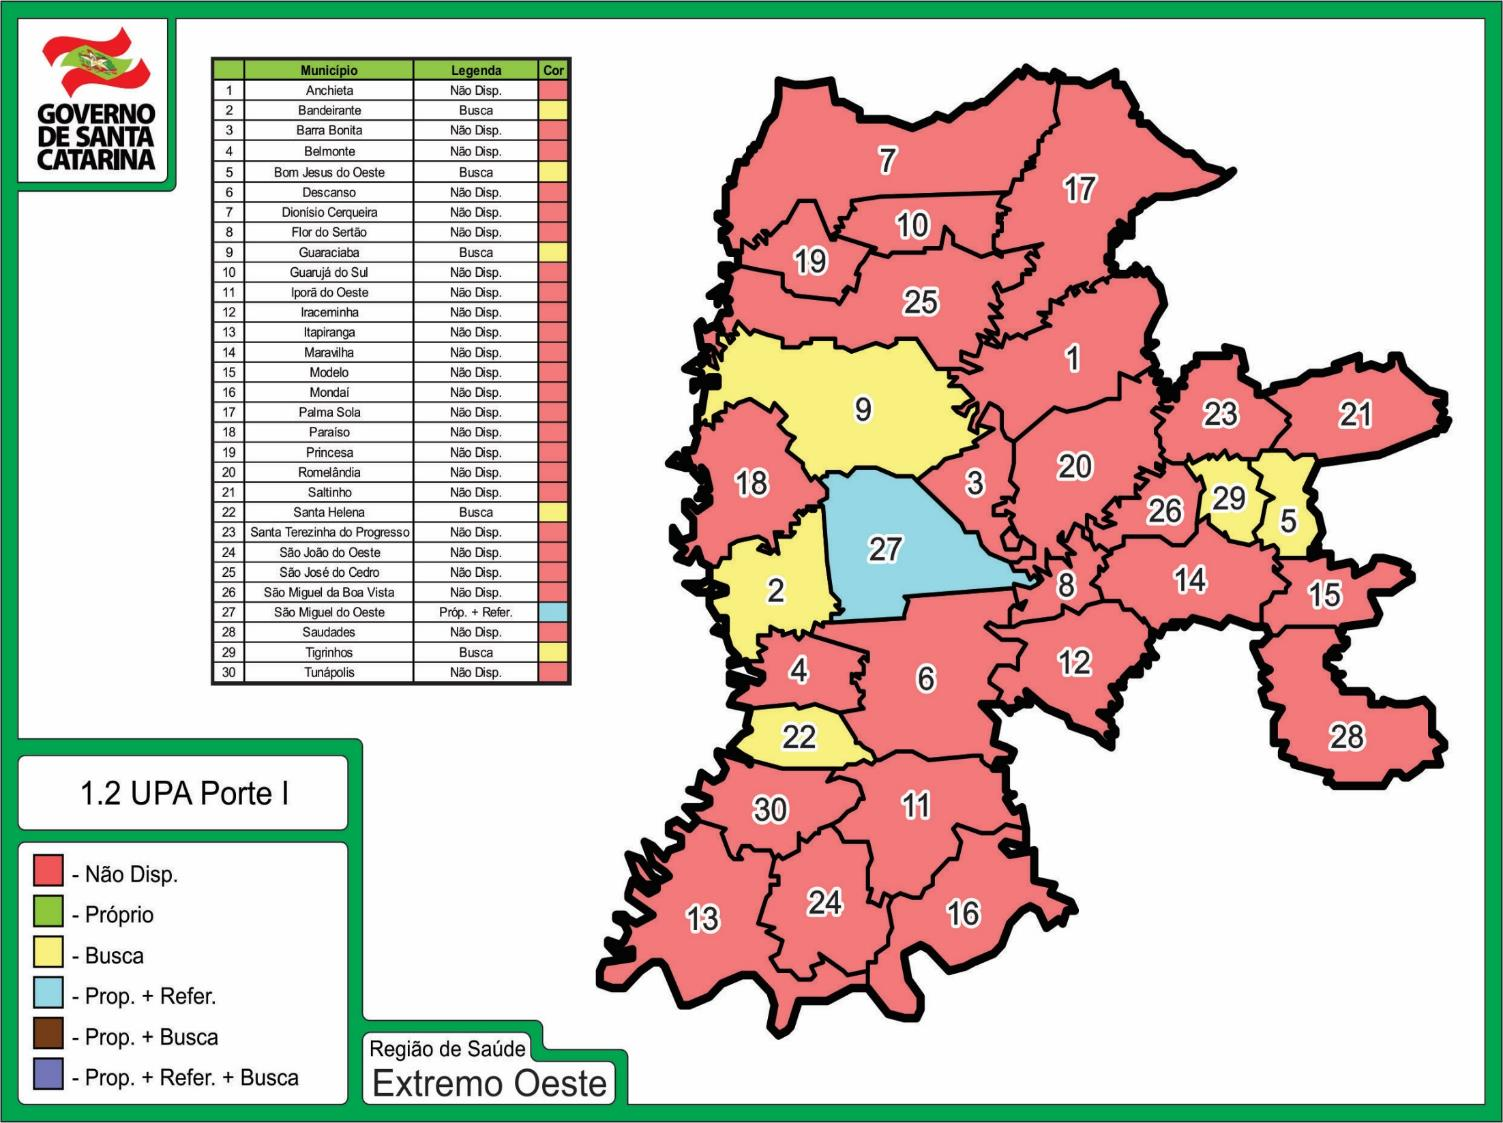 GOVERNO
DE SANTA
CATARINA
Município Legenda Cor
1 Anchieta Não Disp.
2 Bandeirante Busca
3 Barra Bonita Não Disp.
4 Belmonte Não Disp.
5 Bom Jesus do Oeste Busca
6 Descanso Não Disp.
7 Dionísio Cerqueira Não Disp.
8 Flor do Sertão Não Disp.
9 Guaraciaba Busca
10 Guarujá do Sul Não Disp.
11 Iporã do Oeste Não Disp.
12 Iraceminha Não Disp.
13 Itapiranga Não Disp.
14 Maravilha Não Disp.
15 Modelo Não Disp.
16 Mondaí Não Disp.
17 Palma Sola Não Disp.
18 Paraíso Não Disp.
19 Princesa Não Disp.
20 Romelândia Não Disp.
21 Saltinho Não Disp.
22 Santa Helena Busca
23 Santa Terezinha do Progresso Não Disp.
24 São João do Oeste Não Disp.
25 São José do Cedro Não Disp.
26 São Miguel da Boa Vista Não Disp.
27 São Miguel do Oeste Próp. + Refer.
28 Saudades Não Disp.
29 Tigrinhos Busca
30 Tunápolis Não Disp.
7
17
10
19
25
1
9
23
21
18
3
20
26
29
5
27
2
8
14
15
4
6
12
22
28
30
11
13
24
16
1.2 UPA Porte I
- Não Disp.
- Próprio
- Busca
- Prop. + Refer.
- Prop. + Busca
- Prop. + Refer. + Busca
Região de Saúde
Extremo Oeste